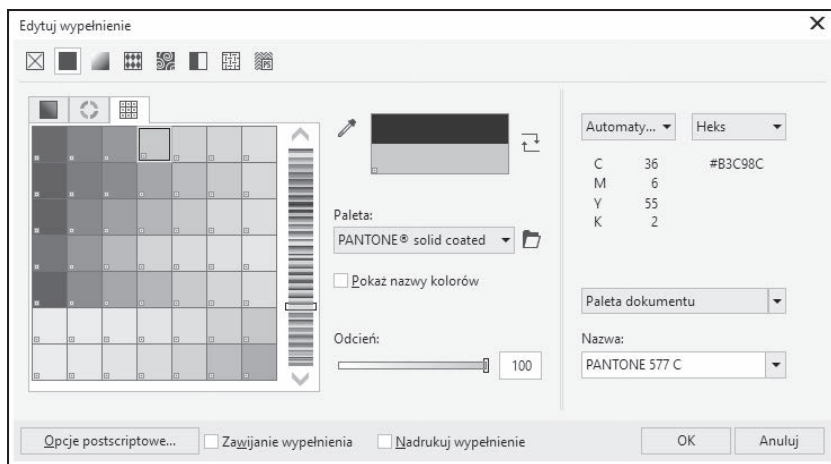 Edytuj wypełnienie
PS
Automaty...
Heks
C 36
M 6
Y 55
K 2
#B3C98C
Paleta:
PANTONE® solid coated
Pokaż nazwy kolorów
Odcień:
100
Paleta dokumentu
Nazwa:
PANTONE 577 C
Opcje postscriptowe...
Zawijanie wypełnienia
Nadrukuj wypełnienie
OK
Anuluj